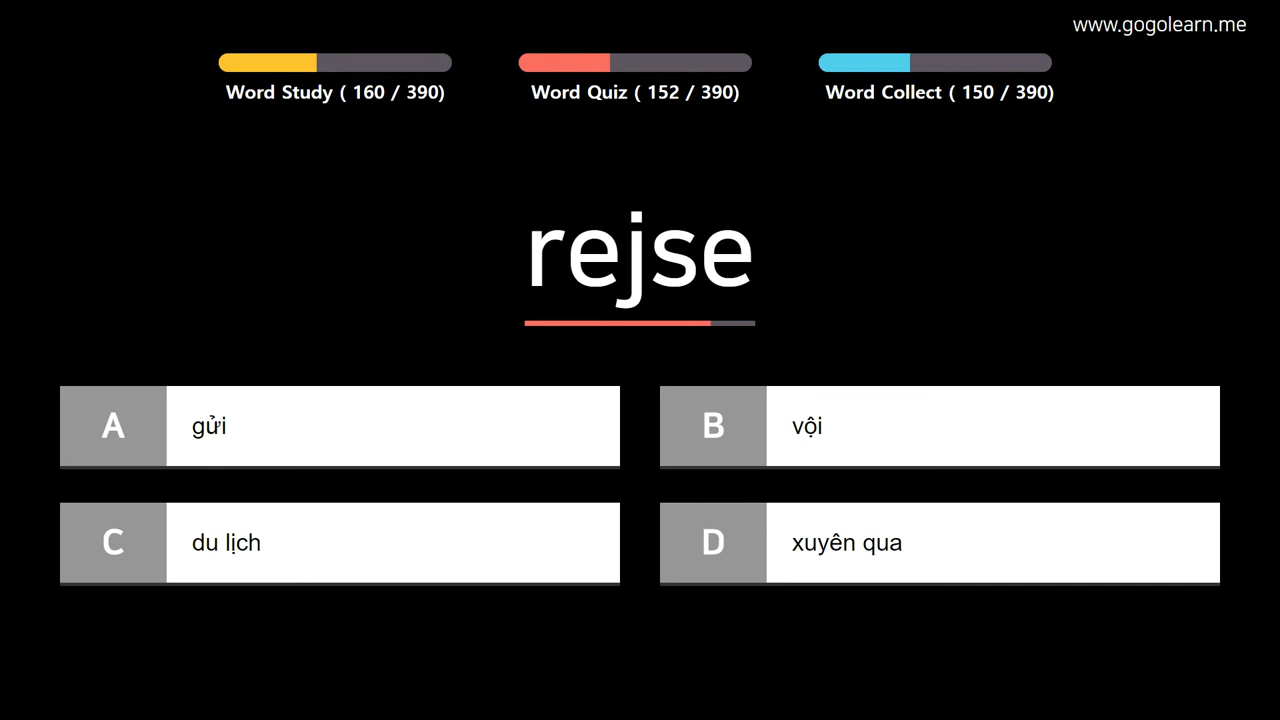 www.gogolearn.me
Word Study ( 160 / 390)
Word Quiz ( 152 / 390)
Word Collect ( 150 / 390)
rejse
A gửi
B vội
C du lịch
D xuyên qua